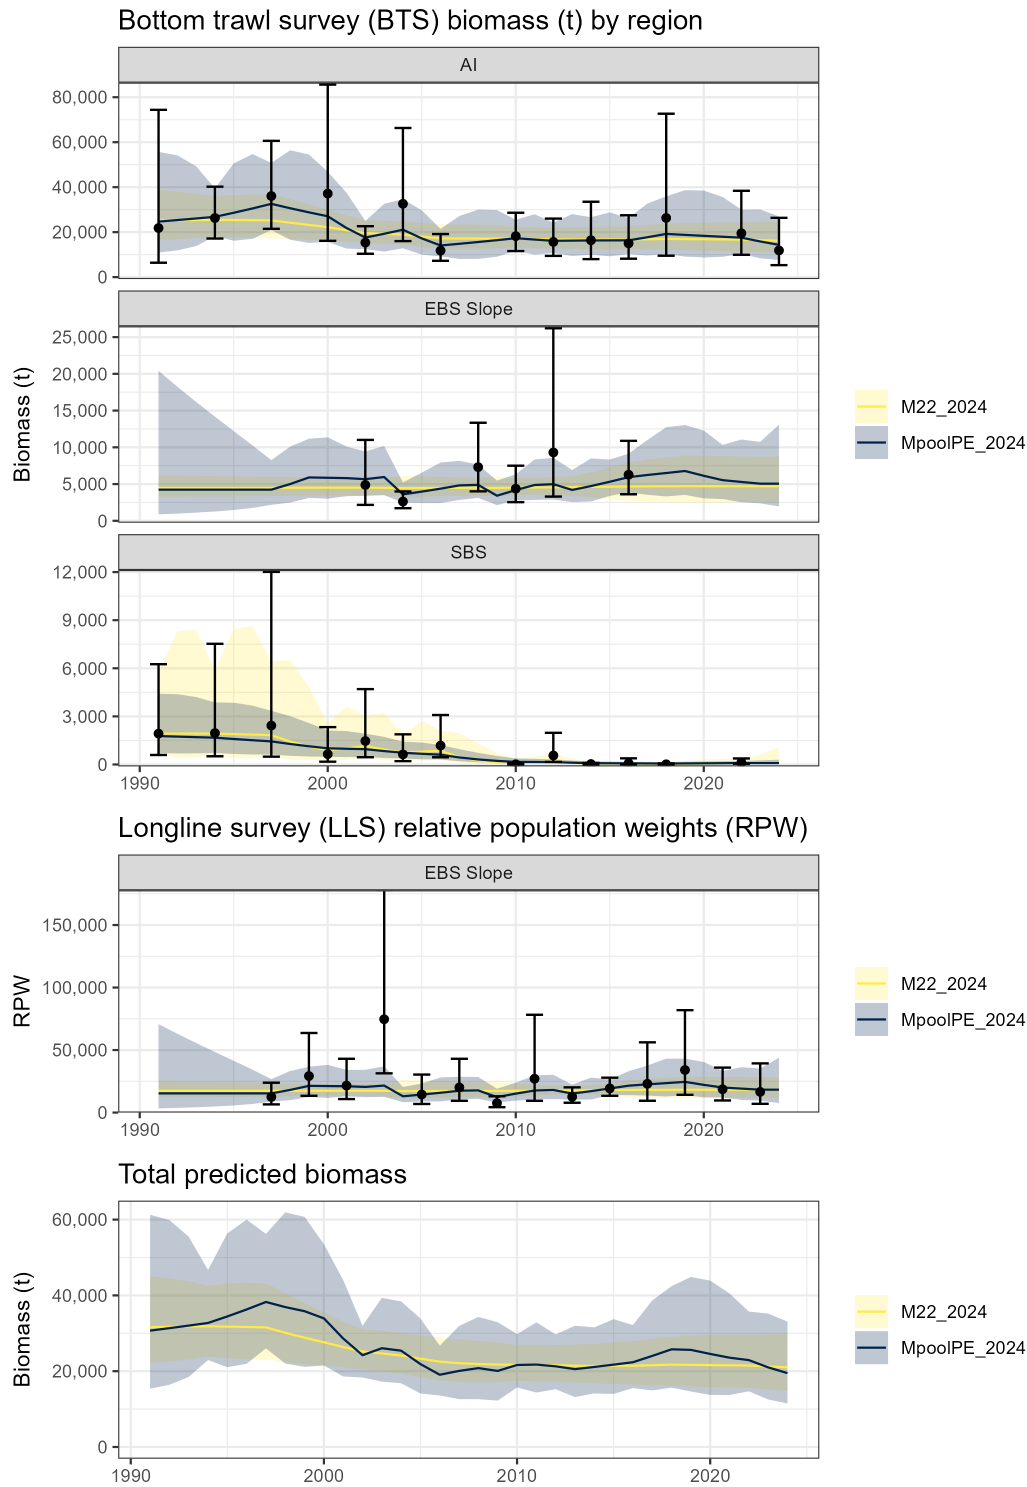 Bottom trawl survey (BTS) biomass (t) by region
AI
80,000
60,000
40,000
20,000
0
EBS Slope
25,000
20,000
15,000
10,000
5,000
0
Biomass (t)
M22_2024
MpoolPE_2024
SBS
12,000
9,000
6,000
3,000
0
1990 2000 2010 2020
Longline survey (LLS) relative population weights (RPW)
EBS Slope
150,000
100,000
50,000
0
RPW
M22_2024
MpoolPE_2024
1990 2000 2010 2020
Total predicted biomass
60,000
40,000
20,000
0
Biomass (t)
M22_2024
MpoolPE_2024
1990 2000 2010 2020